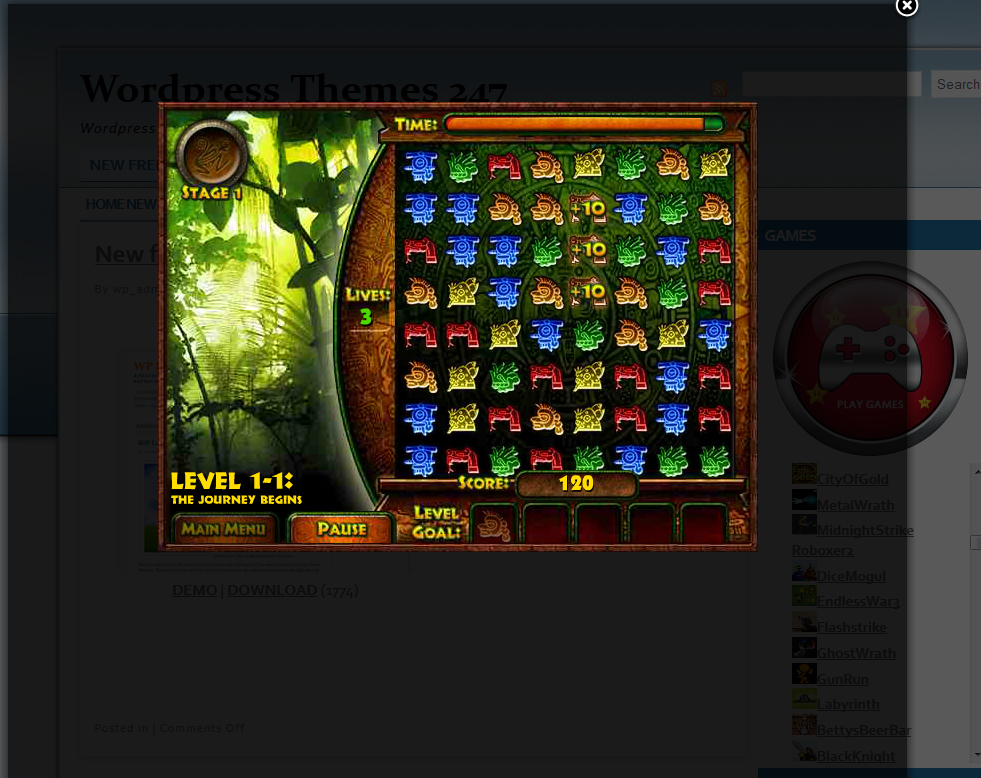 Wordpress Themes 247
Search
Wordpress
NEW FRE
HOME NEW
New f
By wp_adm
TIME:
STAGE 1
+10
+10
LIVES:
+10
3
LEVEL 1-1:
THE JOURNEY BEGINS
SCORE: 120
MAIN MENU
PAUSE
LEVEL
GOAL:
DEMO | DOWNLOAD (1774)
Posted in | Comments Off
GAMES
PLAY GAMES
CityOfGold
MetalWrath
MidnightStrike
Roboxer2
DiceMogul
EndlessWar3
Flashstrike
GhostWrath
GunRun
Labyrinth
BettysBeerBar
BlackKnight